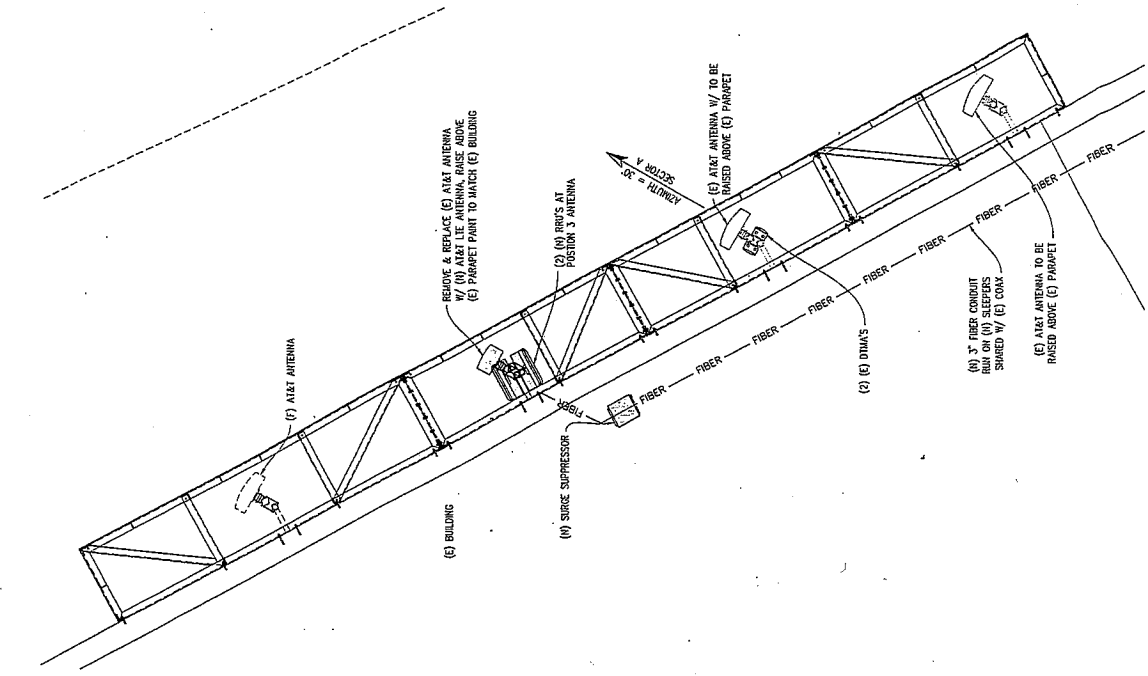 (F) AT&T ANTENNA
(E) BUILDING
REMOVE & REPLACE (E) AT&T ANTENNA
W/ (N) AT&T LTE ANTENNA, RAISE ABOVE
(E) PARAPET PAINT TO MATCH (E) BUILDING
(2) (N) RRU'S AT
POSTION 3 ANTENNA
(N) SURGE SUPPRESSOR
FIBER
AZIMUTH = 30°
SECTOR A
(E) AT&T ANTENNA W/ TO BE
RAISED ABOVE (E) PARAPET
(2) (E) DTMA'S
FIBER
FIBER
FIBER
FIBER
FIBER
FIBER
FIBER
FIBER
FIBER
FIBER
(N) 3" FIBER CONDUIT
RUN ON (N) SLEEPERS
SHARED W/ (E) COAX
(E) AT&T ANTENNA TO BE
RAISED ABOVE (E) PARAPET